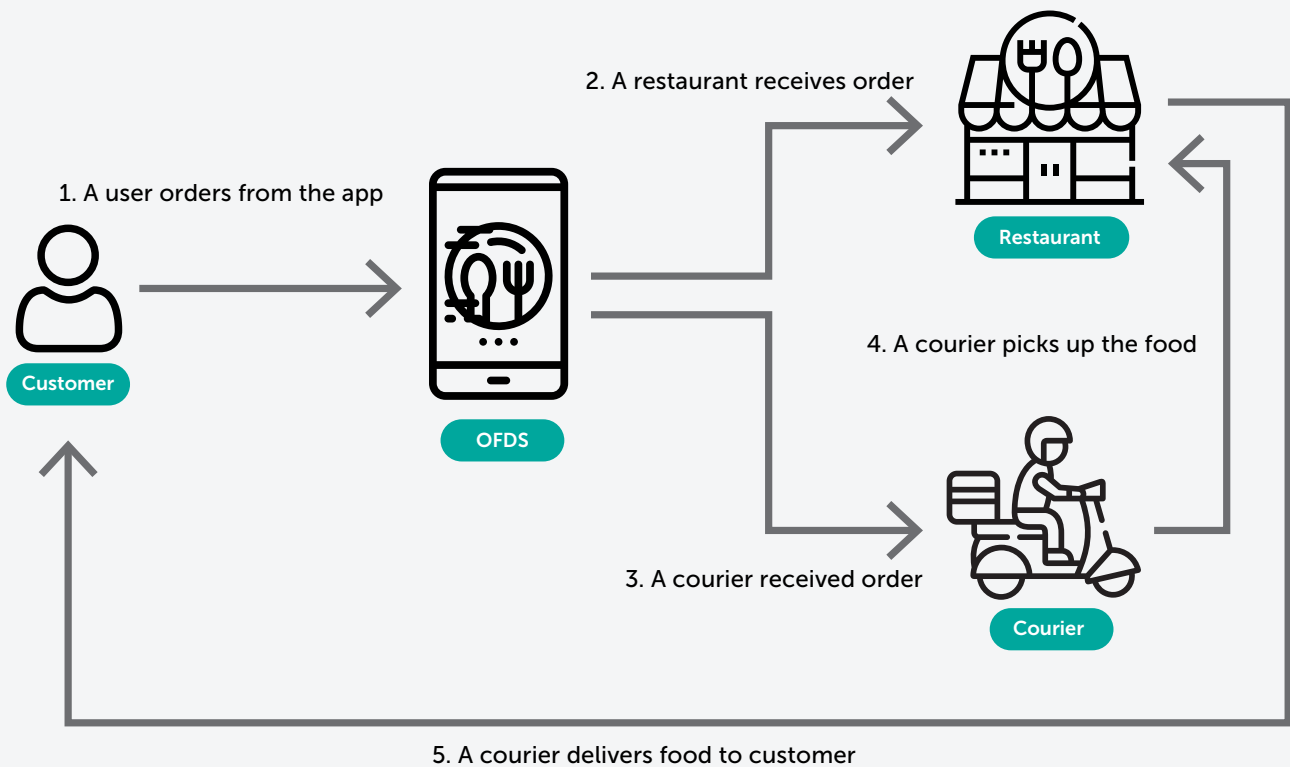 1. A user orders from the app
Customer
OFDS
2. A restaurant receives order
Restaurant
3. A courier received order
Courier
4. A courier picks up the food
5. A courier delivers food to customer